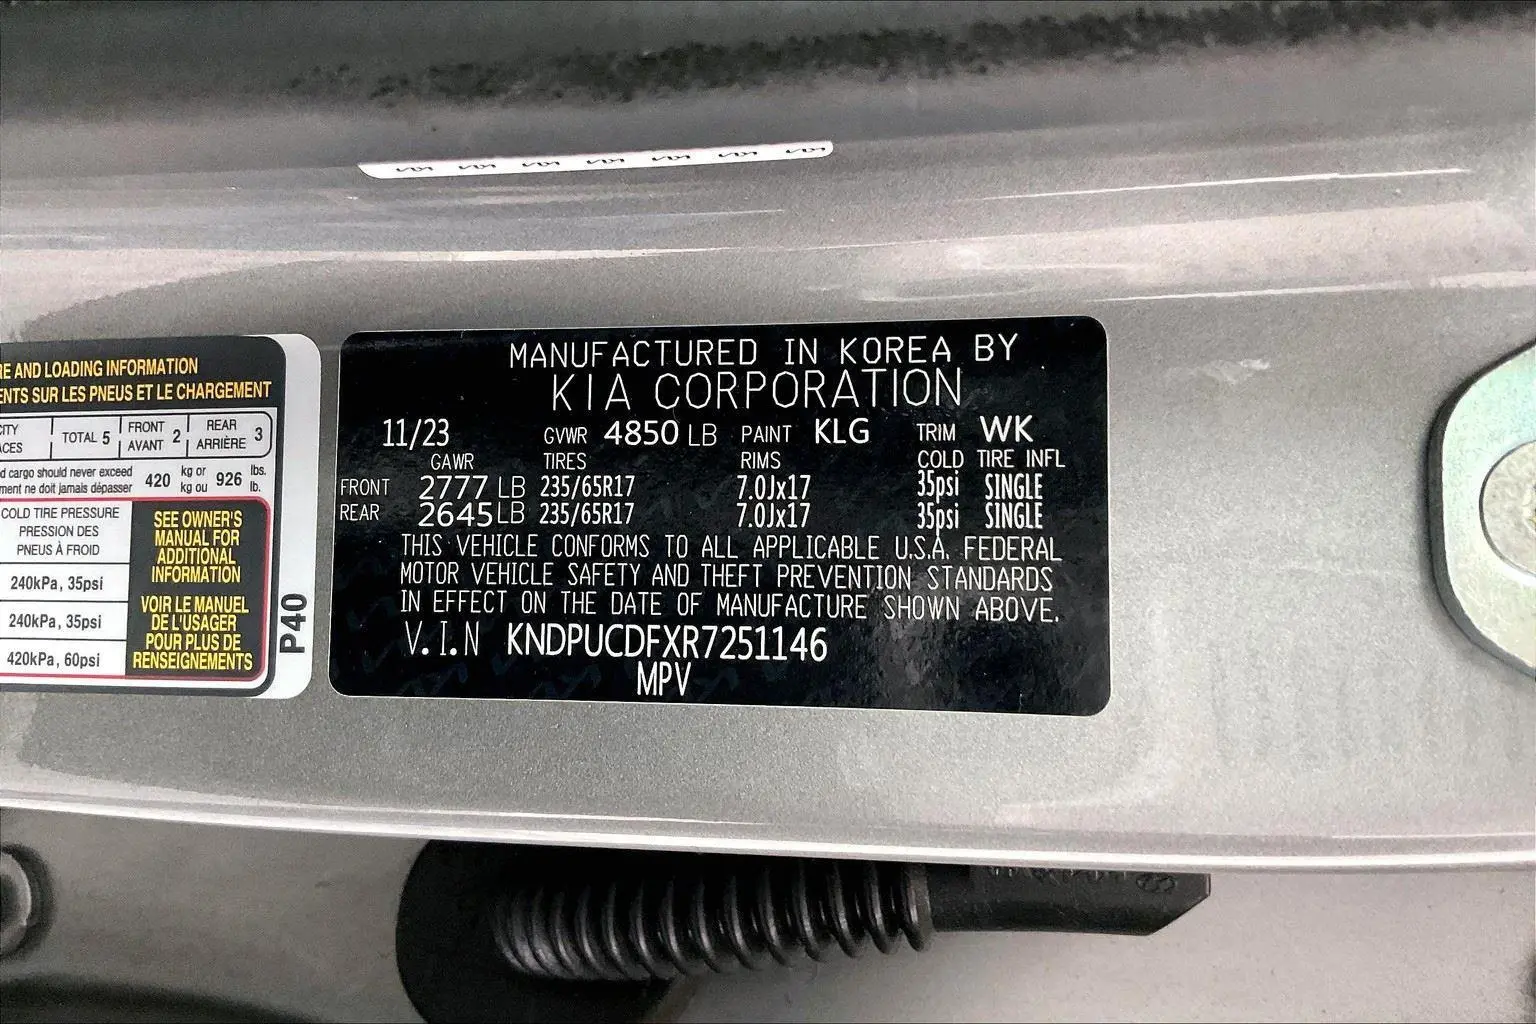 RE AND LOADING INFORMATION
ENTS SUR LES PNEUS ET LE CHARGEMENT
CITY
ACES
TOTAL 5
FRONT
AVANT 2
REAR
ARRIÈRE 3
d cargo should never exceed
ment ne doit jamais dépasser
420
kg or
kg ou
926
lbs.
lb.
COLD TIRE PRESSURE
PRESSION DES
PNEUS À FROID
240kPa, 35psi
240kPa, 35psi
420kPa, 60psi
SEE OWNER'S
MANUAL FOR
ADDITIONAL
INFORMATION
VOIR LE MANUEL
DE L'USAGER
POUR PLUS DE
RENSEIGNEMENTS
P40
MANUFACTURED IN KOREA BY
KIA CORPORATION
11/23 GVWR 4850 LB PAINT KLG TRIM WK
GAWR TIRES RIMS COLD TIRE INFL
FRONT 2777 LB 235/65R17 7.0Jx17 35psi SINGLE
REAR 2645 LB 235/65R17 7.0Jx17 35psi SINGLE
THIS VEHICLE CONFORMS TO ALL APPLICABLE U.S.A. FEDERAL
MOTOR VEHICLE SAFETY AND THEFT PREVENTION STANDARDS
IN EFFECT ON THE DATE OF MANUFACTURE SHOWN ABOVE.
V.I.N KNDPUCDFXR7251146
MPV